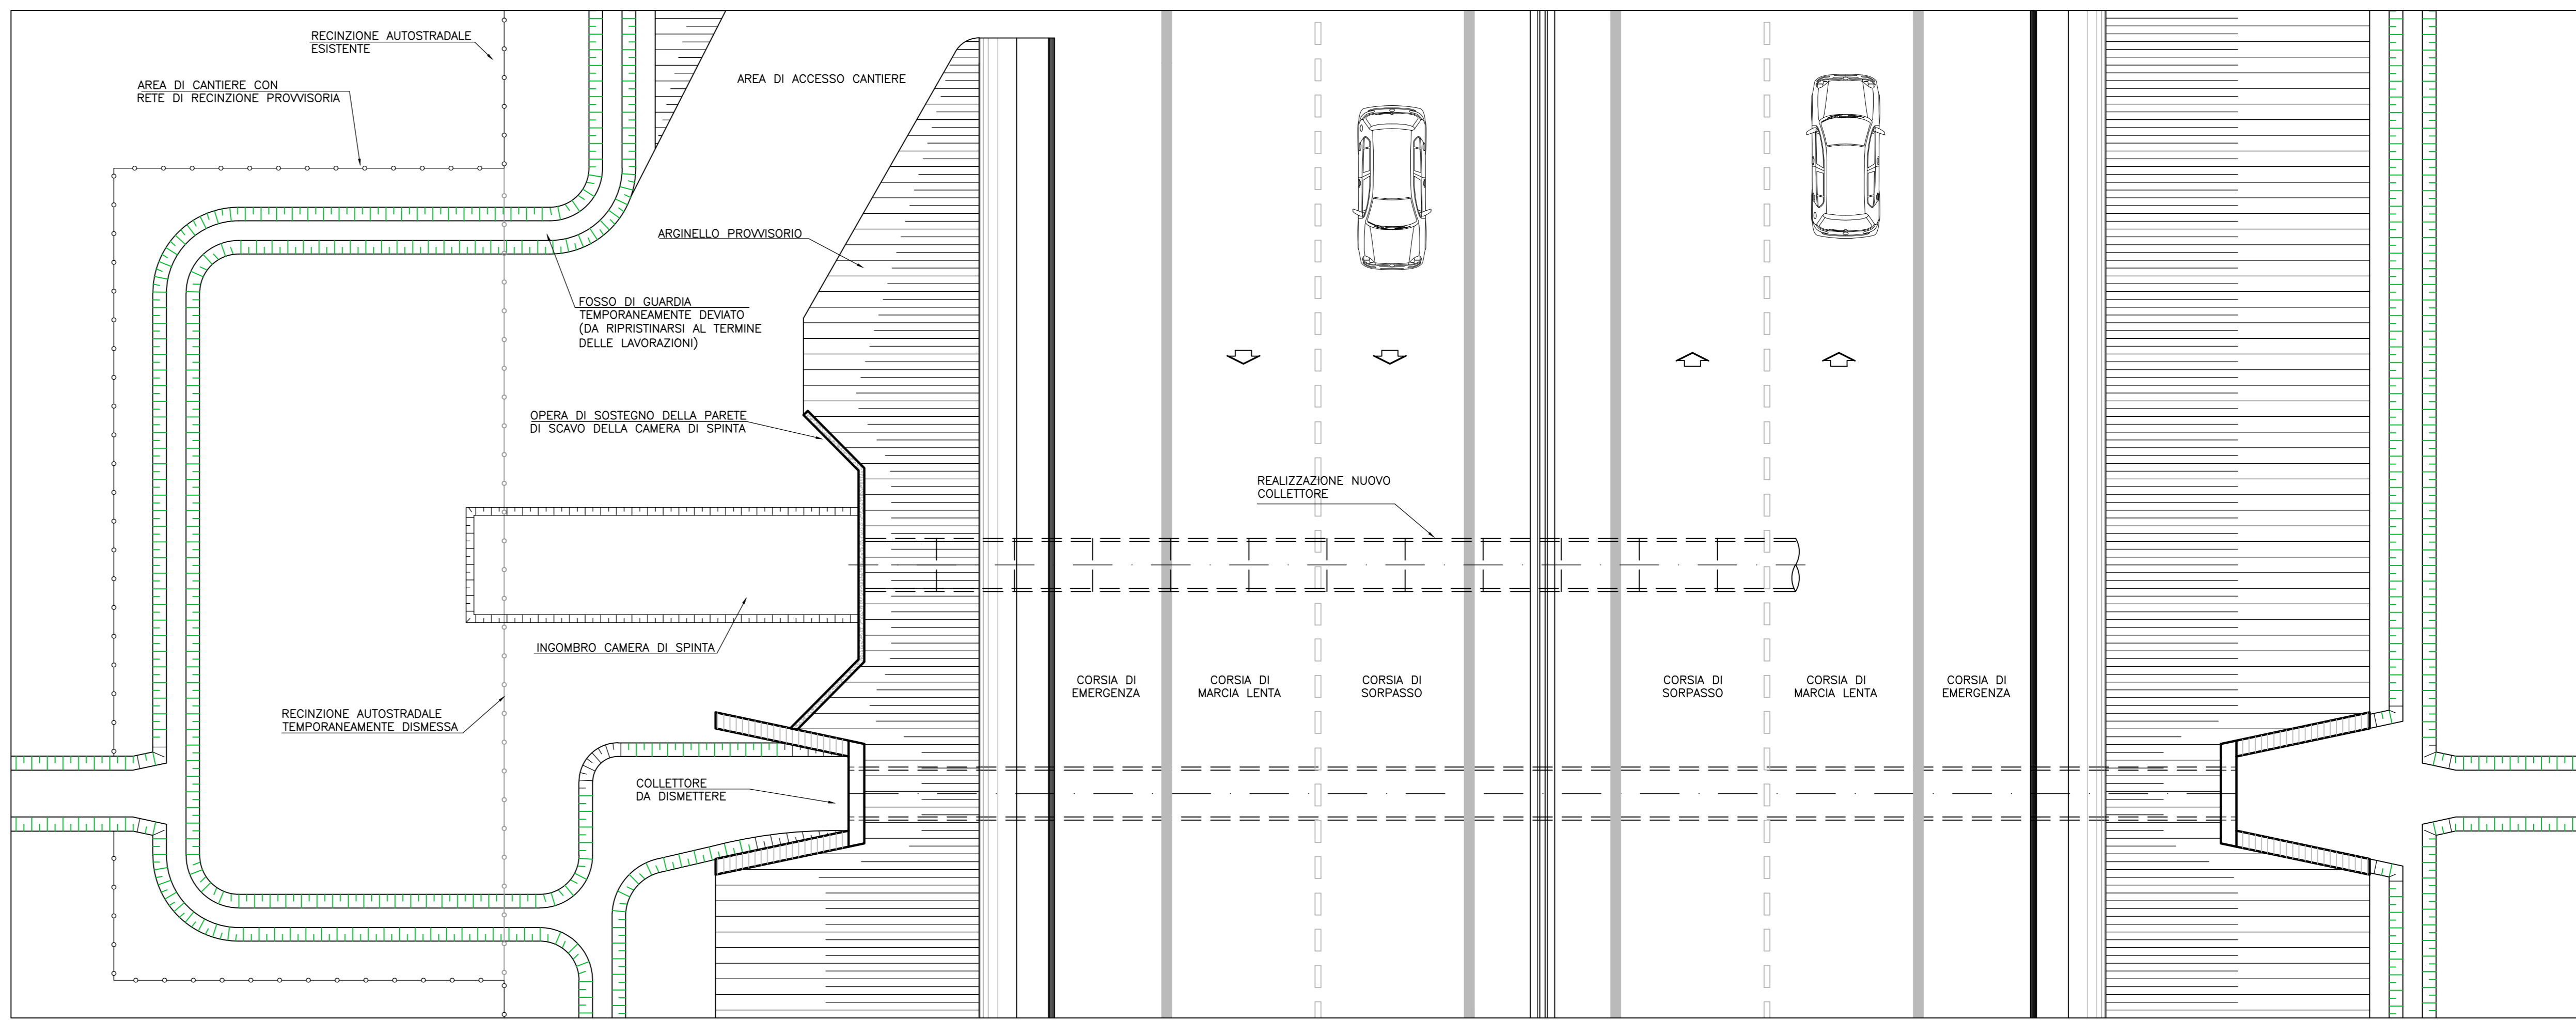 RECINZIONE AUTOSTRADALE
ESISTENTE
AREA DI CANTIERE CON
RETE DI RECINZIONE PROVVISORIA
AREA DI ACCESSO CANTIERE
ARGINELLO PROVVISORIO
FOSSO DI GUARDIA
TEMPORANEAMENTE DEVIATO
(DA RIPRISTINARSI AL TERMINE
DELLE LAVORAZIONI)
OPERA DI SOSTEGNO DELLA PARETE
DI SCAVO DELLA CAMERA DI SPINTA
REALIZZAZIONE NUOVO
COLLETTORE
INGOMBRO CAMERA DI SPINTA
CORSIA DI
EMERGENZA
CORSIA DI
MARCIA LENTA
CORSIA DI
SORPASSO
CORSIA DI
SORPASSO
CORSIA DI
MARCIA LENTA
CORSIA DI
EMERGENZA
RECINZIONE AUTOSTRADALE
TEMPORANEAMENTE DISMESSA
COLLETTORE
DA DISMETTERE